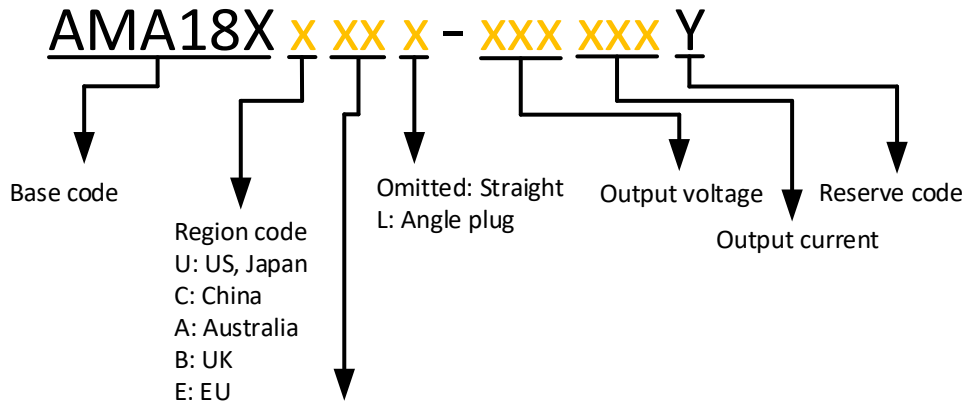 AMA18X x xx x - xxx xxx Y
Base code
Region code
U: US, Japan
C: China
A: Australia
B: UK
E: EU
Omitted: Straight
L: Angle plug
Output voltage
Output current
Reserve code